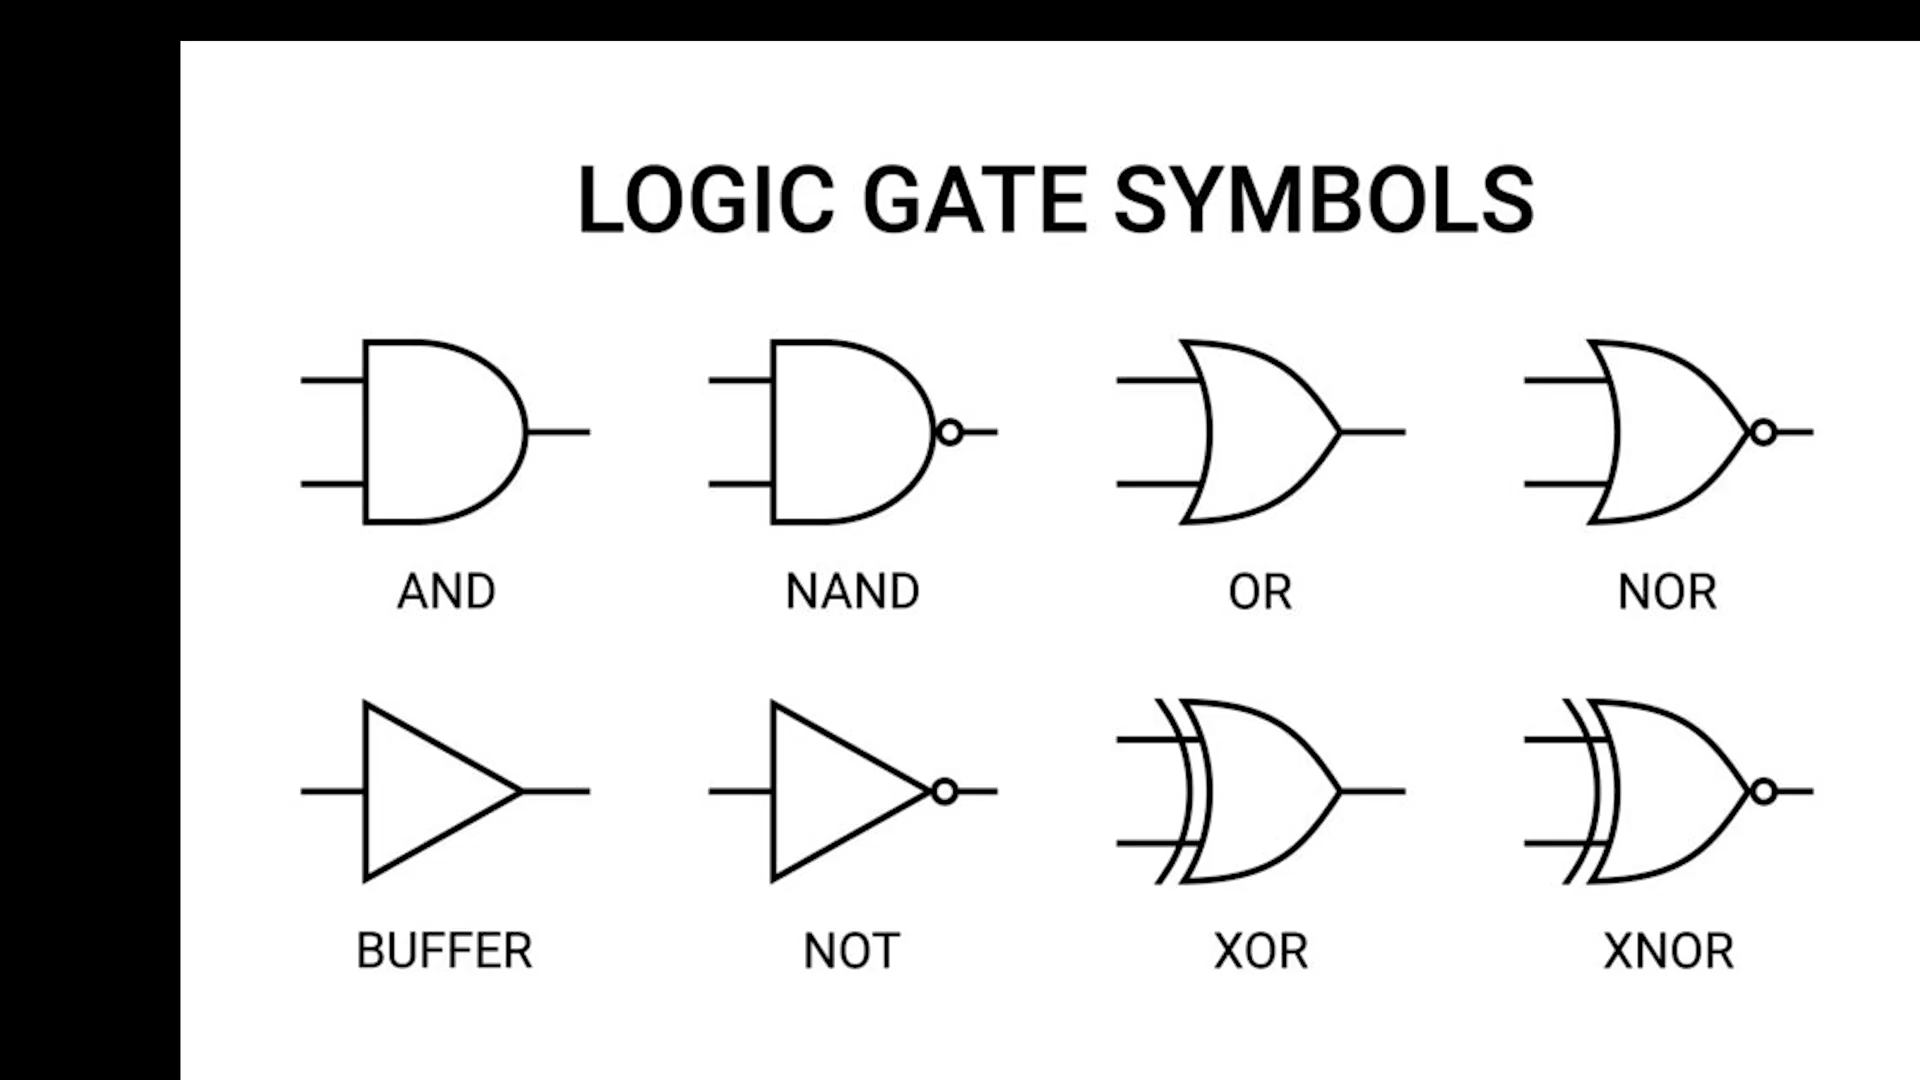 LOGIC GATE SYMBOLS
AND NAND OR NOR
BUFFER NOT XOR XNOR